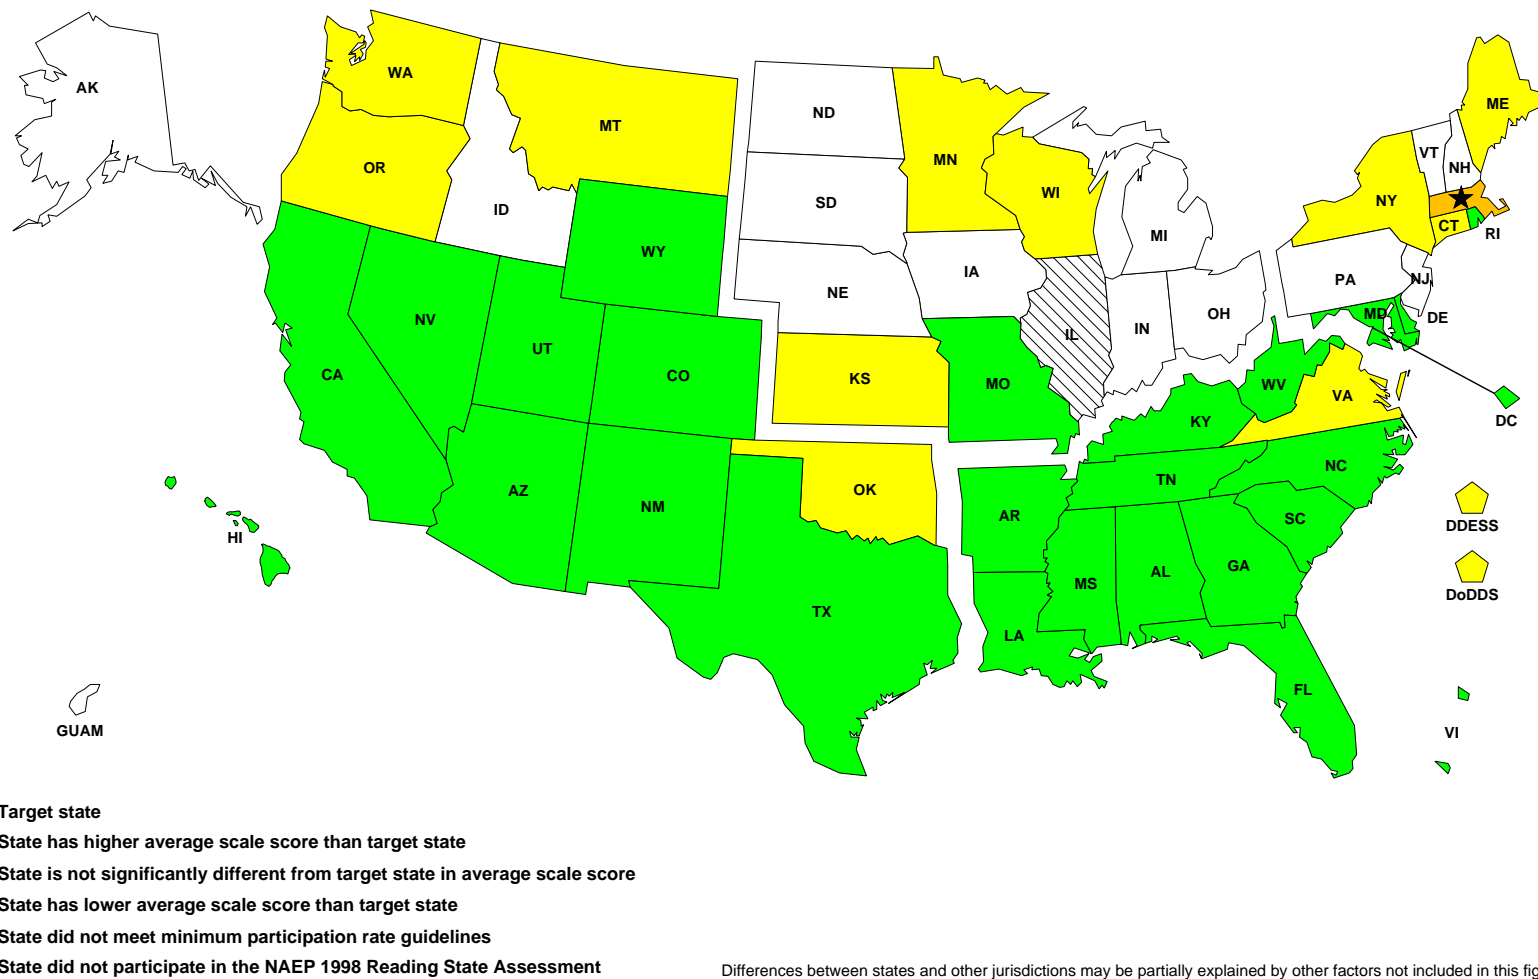 AK
WA
MT
ND
MN
ME
VT
NH
OR
ID
SD
WI
NY
MI
CT
RI
WY
IA
NE
PA
NJ
NV
UT
CO
IL
IN
OH
MD
DE
CA
KS
MO
WV
VA
DC
KY
AZ
NM
OK
TN
NC
AR
SC
HI
DDESS
MS
AL
GA
DoDDS
TX
LA
FL
GUAM
VI
Target state
State has higher average scale score than target state
State is not significantly different from target state in average scale score
State has lower average scale score than target state
State did not meet minimum participation rate guidelines
State did not participate in the NAEP 1998 Reading State Assessment
Differences between states and other jurisdictions may be partially explained by other factors not included in this fig